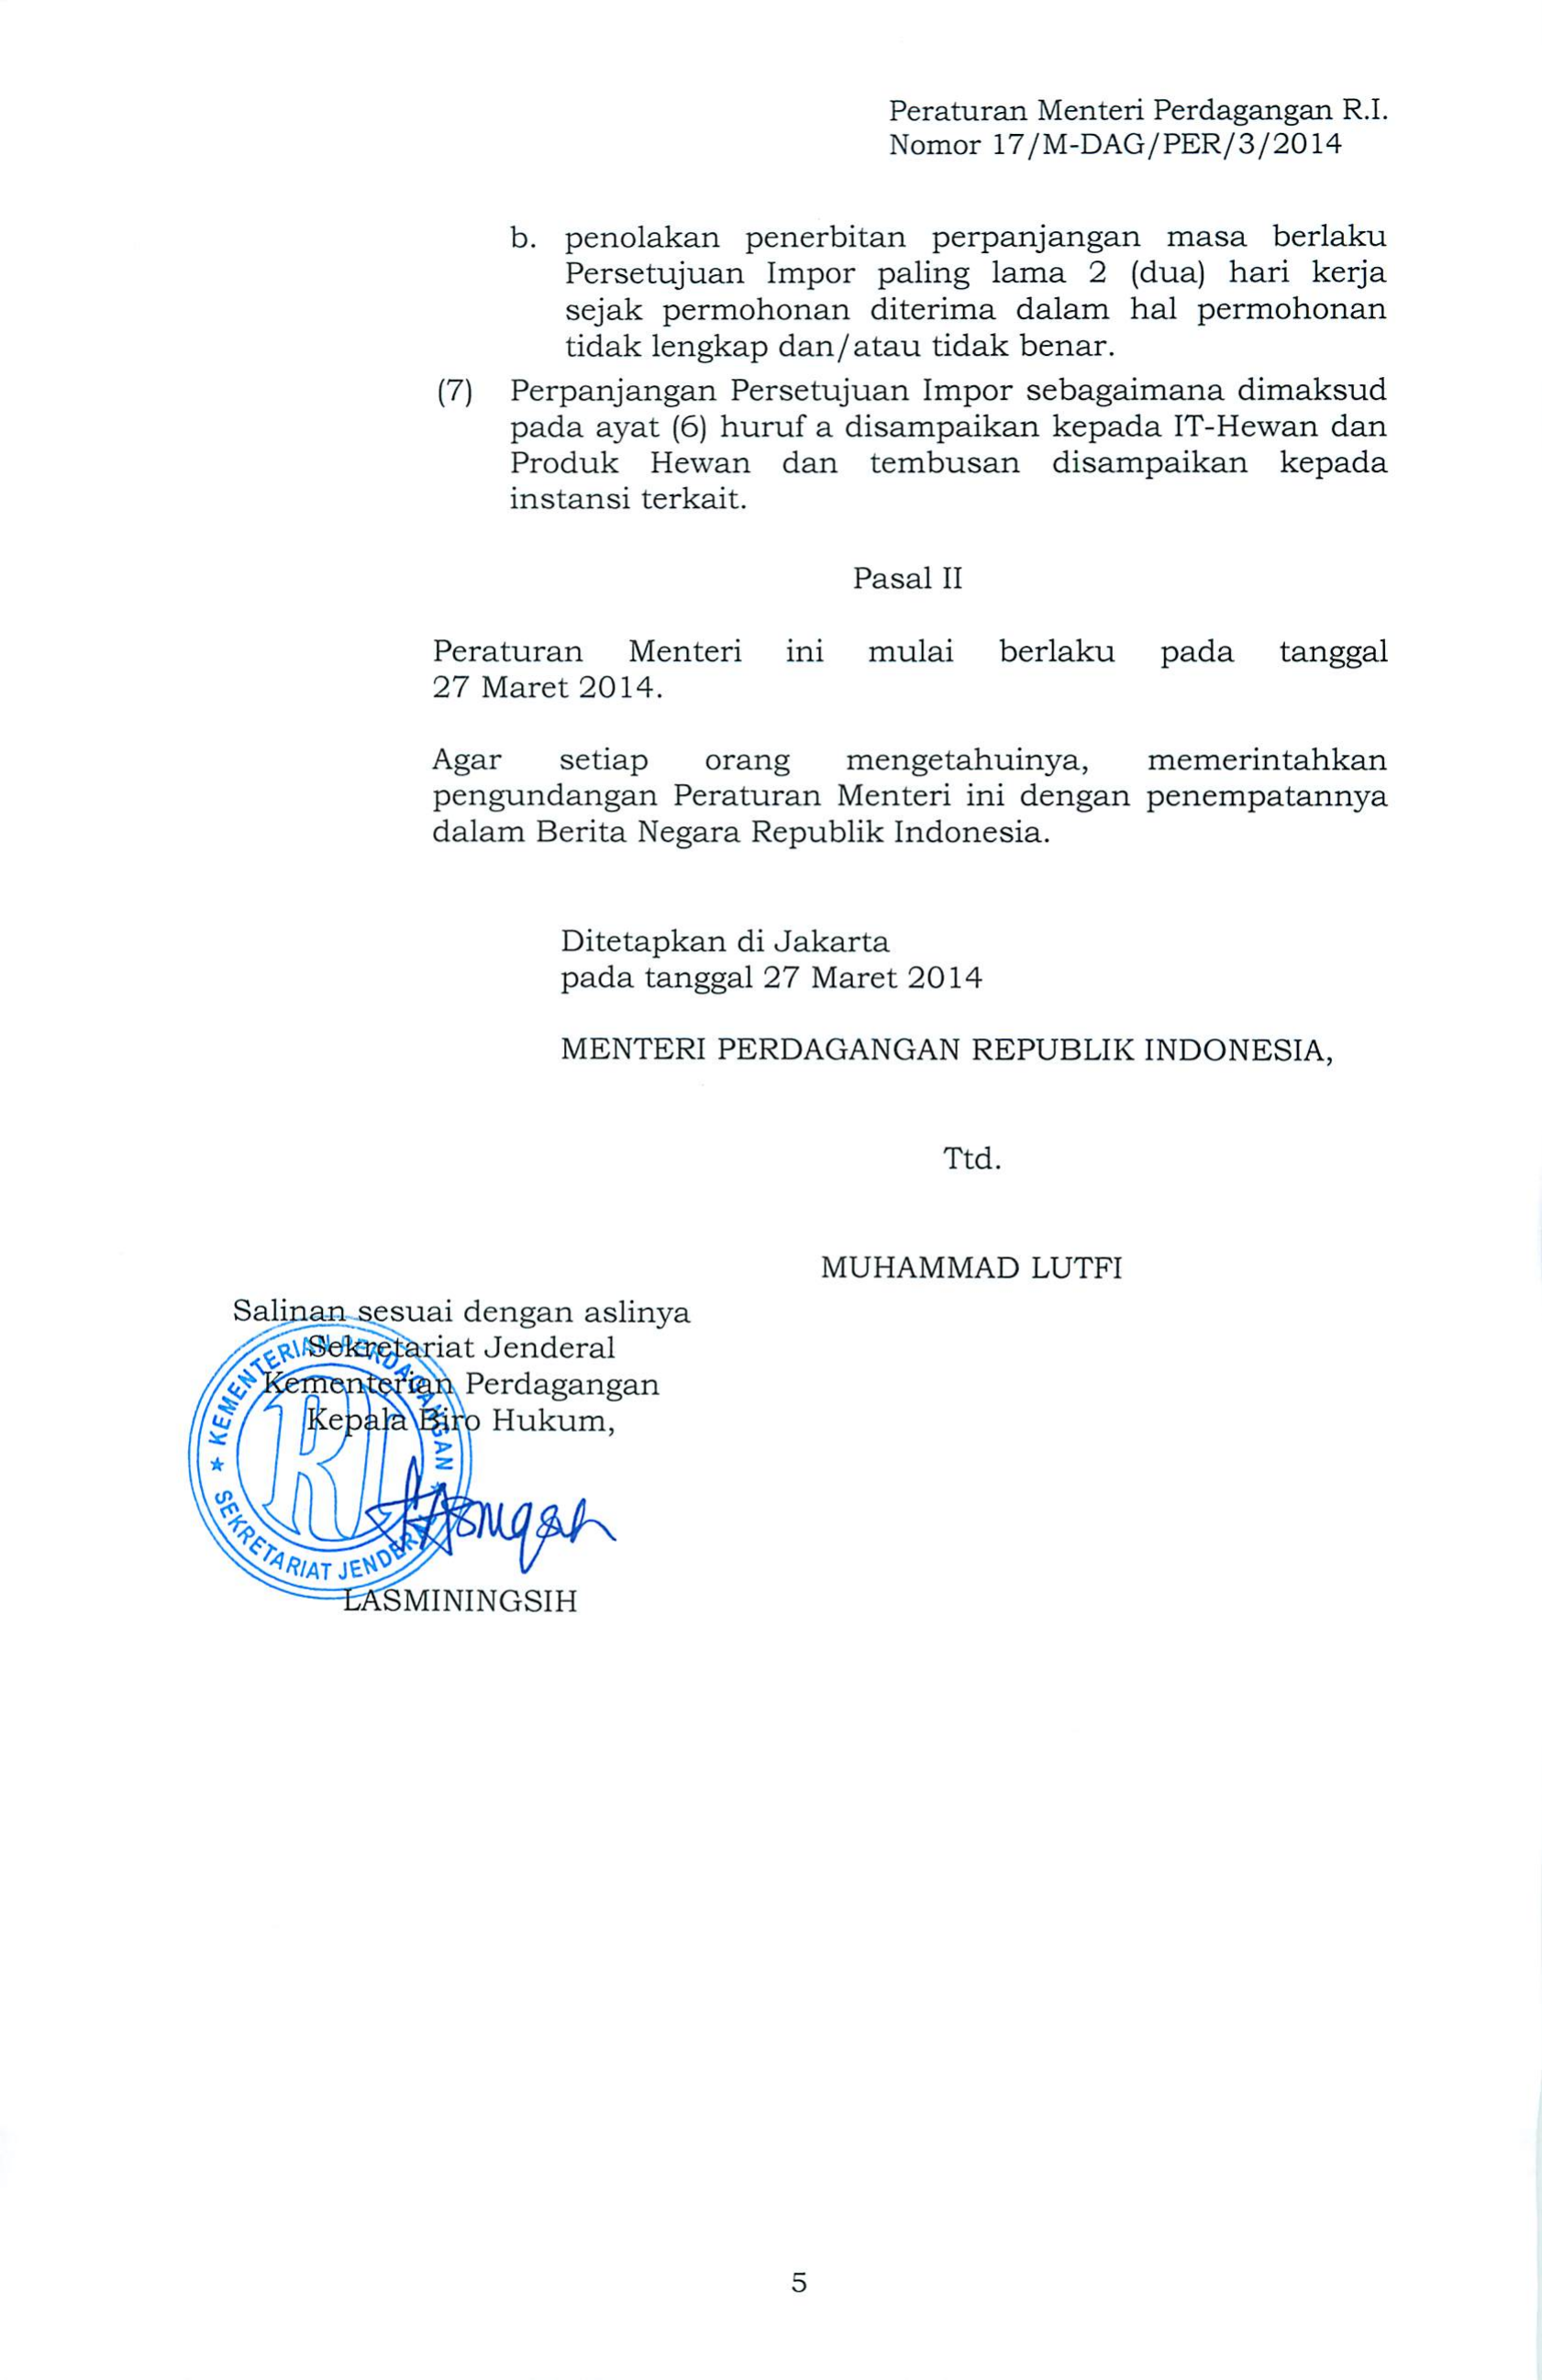 Peraturan Menteri Perdagangan R.I.
Nomor 17/M-DAG/PER/3/2014
b. penolakan penerbitan perpanjangan masa berlaku
Persetujuan Impor paling lama 2 (dua) hari kerja
sejak permohonan diterima dalam hal permohonan
tidak lengkap dan/atau tidak benar.
(7) Perpanjangan Persetujuan Impor sebagaimana dimaksud
pada ayat (6) huruf a disampaikan kepada IT-Hewan dan
Produk Hewan dan tembusan disampaikan kepada
instansi terkait.
Pasal II
Peraturan Menteri ini mulai berlaku pada tanggal
27 Maret 2014.
Agar setiap orang mengetahuinya, memerintahkan
pengundangan Peraturan Menteri ini dengan penempatannya
dalam Berita Negara Republik Indonesia.
Ditetapkan di Jakarta
pada tanggal 27 Maret 2014
MENTERI PERDAGANGAN REPUBLIK INDONESIA,
Ttd.
MUHAMMAD LUTFI
Salinan sesuai dengan aslinya
Sekretariat Jenderal
Kementerian Perdagangan
Kepala Biro Hukum,
KEMENTERIAN PERDAGANGAN
RI
SEKRETARIAT JENDERAL
LASMININGSIH
5